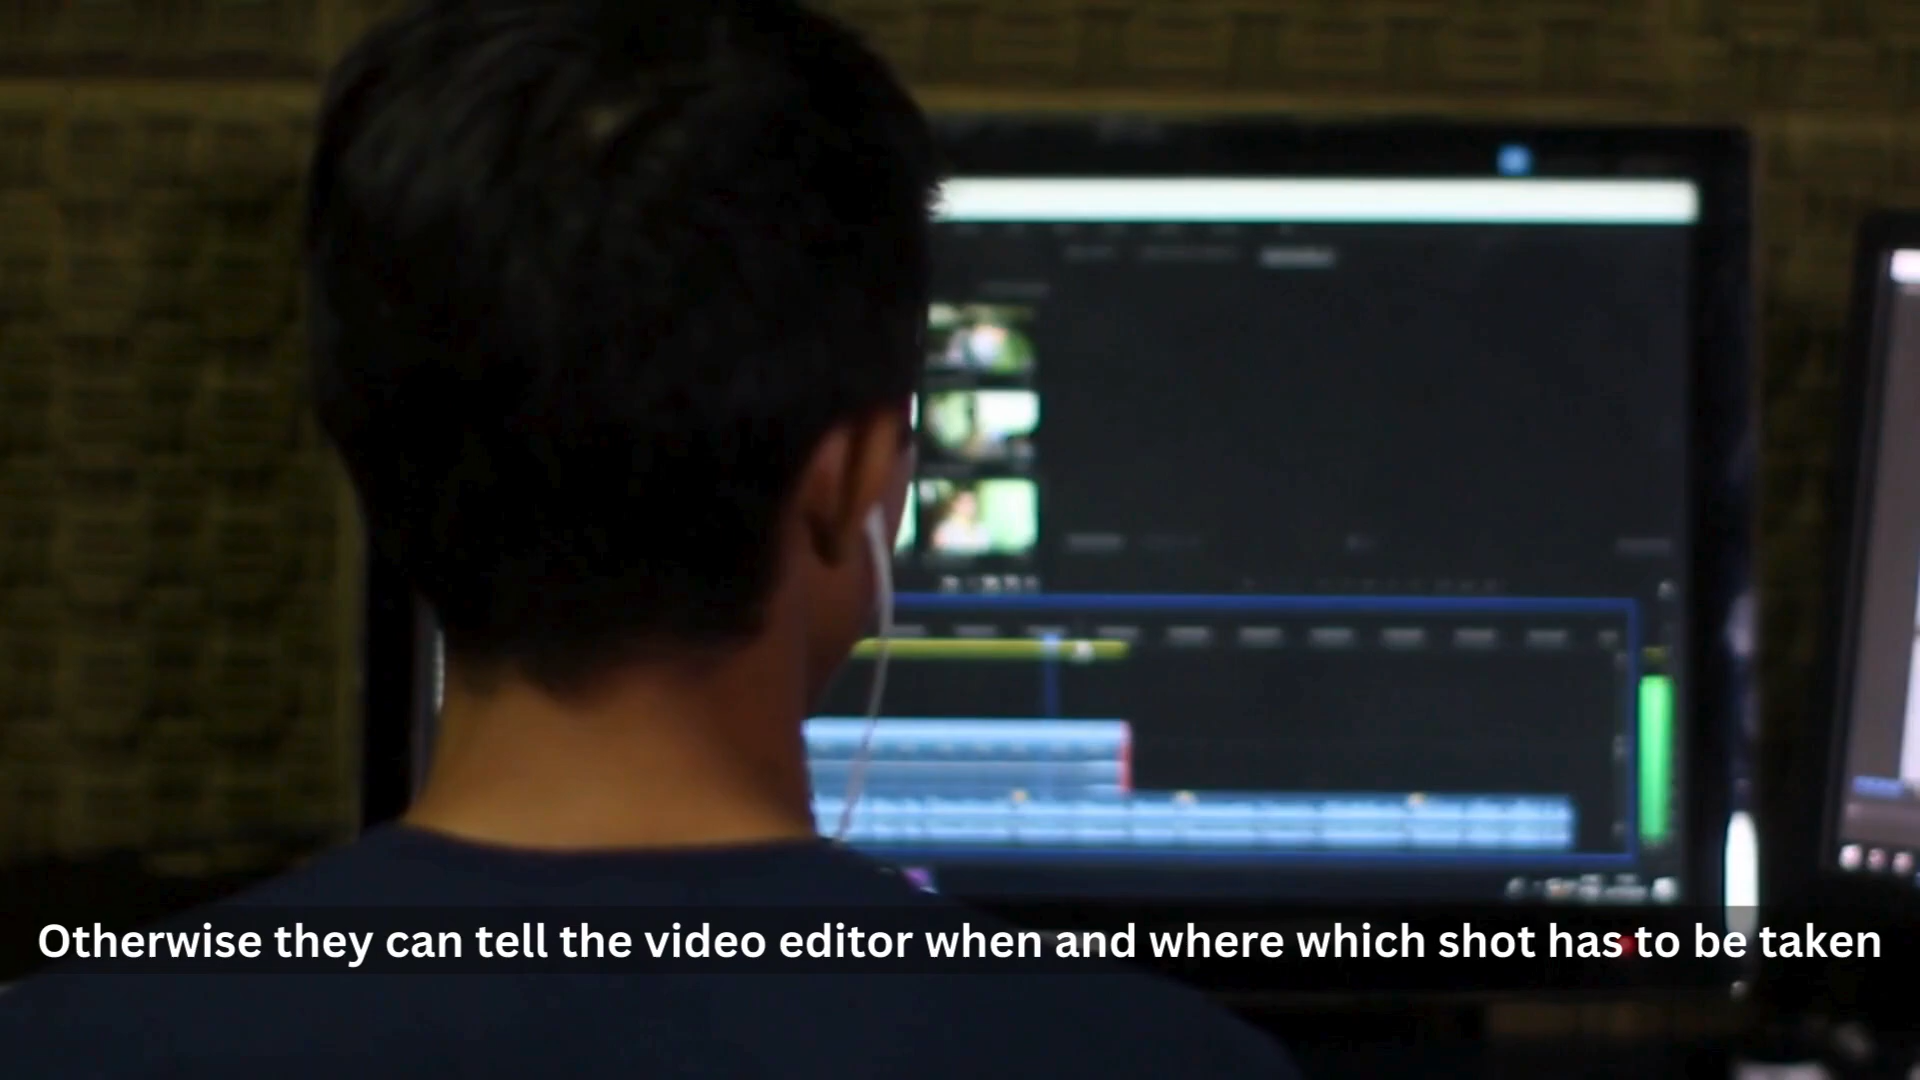 Otherwise they can tell the video editor when and where which shot has to be taken